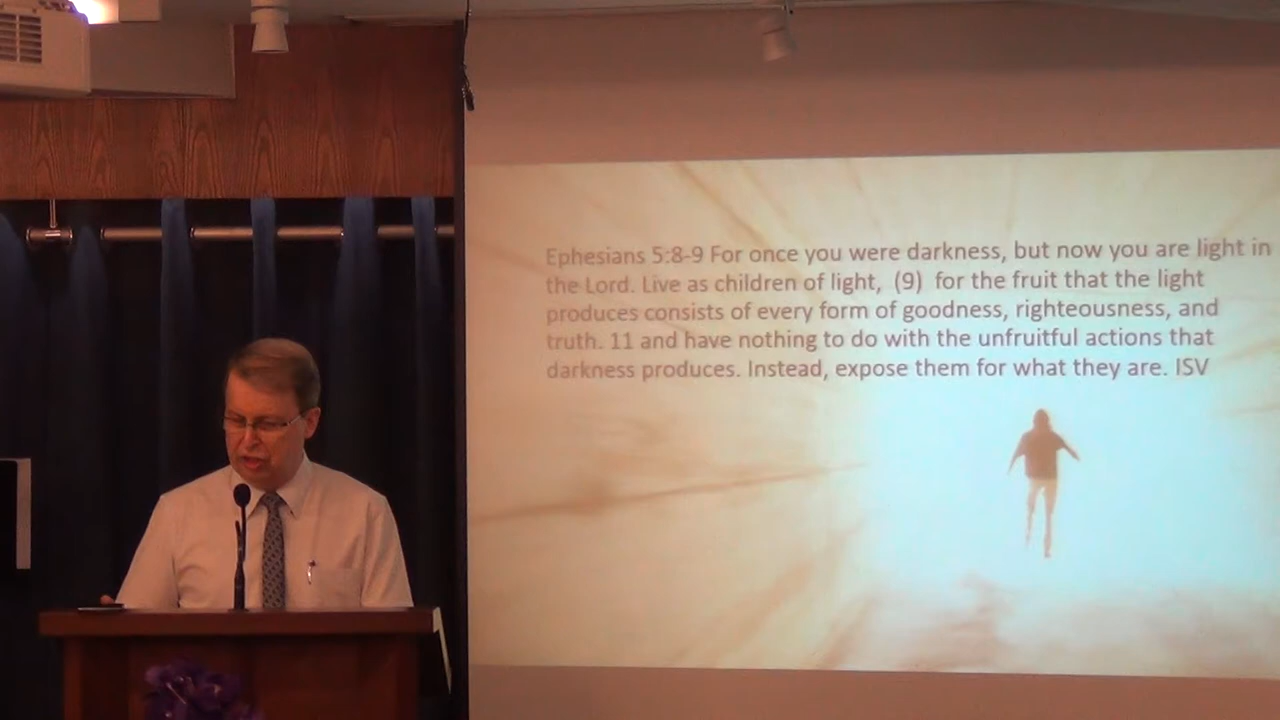 Ephesians 5:8-9 For once you were darkness, but now you are light in
the Lord. Live as children of light, (9) for the fruit that the light
produces consists of every form of goodness, righteousness, and
truth. 11 and have nothing to do with the unfruitful actions that
darkness produces. Instead, expose them for what they are. ISV